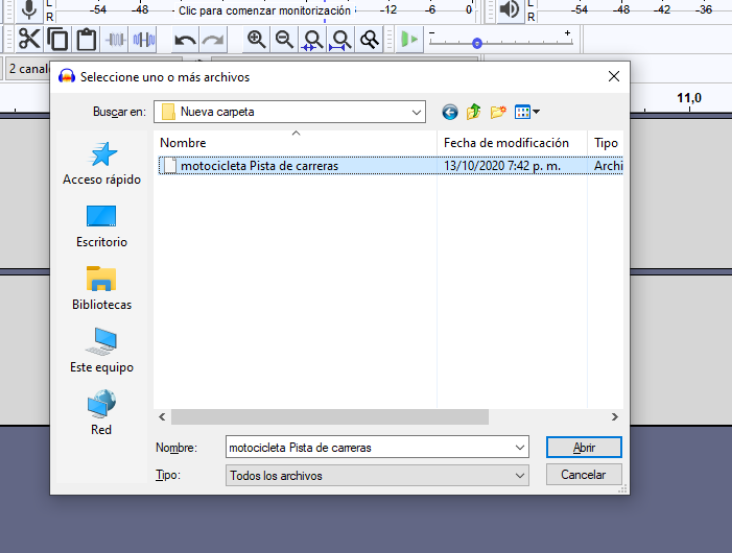 L
R
-54 -48 - Clic para comenzar monitorización -12 -6 0
L
R
-54 -48 -42 -36
2 canal
11,0
Seleccione uno o más archivos
Buscar en: Nueva carpeta
Nombre Fecha de modificación Tipo
motocicleta Pista de carreras 13/10/2020 7:42 p. m. Archi
Acceso rápido
Escritorio
Bibliotecas
Este equipo
Red
Nombre: motocicleta Pista de carreras Abrir
Tipo: Todos los archivos Cancelar